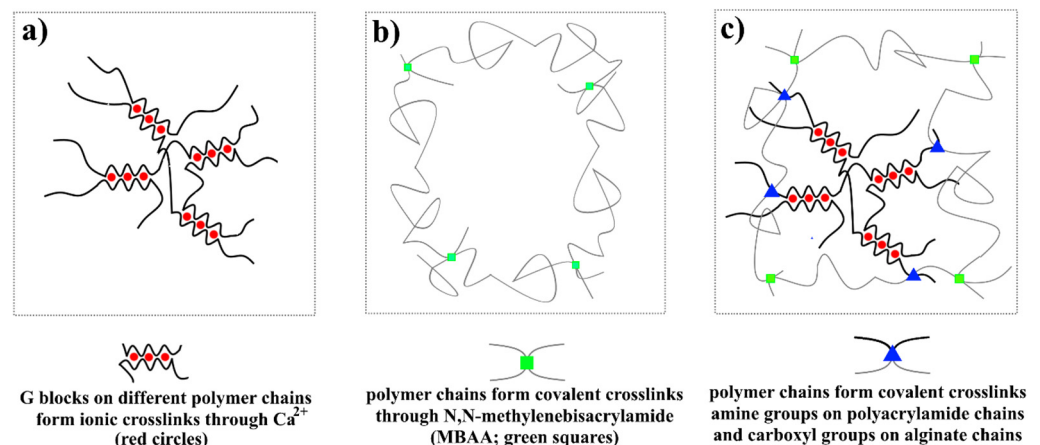 a)
b)
c)
G blocks on different polymer chains
form ionic crosslinks through Ca²⁺
(red circles)
polymer chains form covalent crosslinks
through N,N-methylenebisacrylamide
(MBAA; green squares)
polymer chains form covalent crosslinks
amine groups on polyacrylamide chains
and carboxyl groups on alginate chains